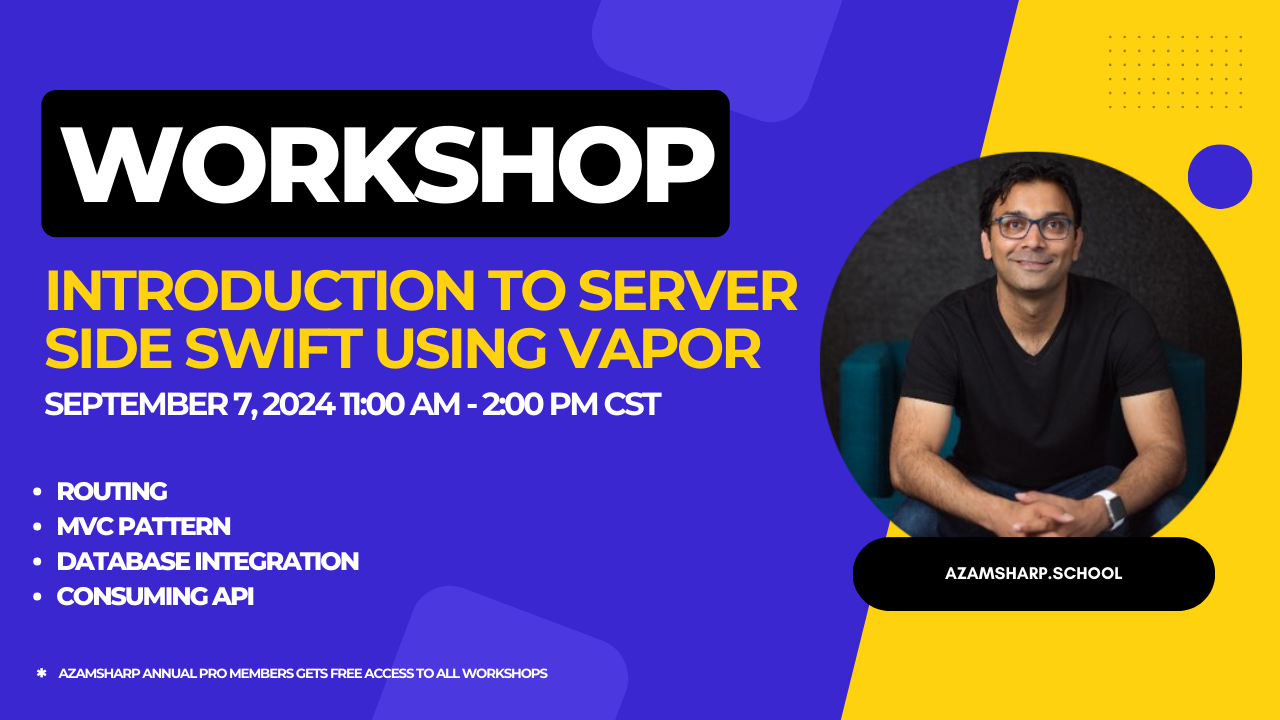 WORKSHOP
INTRODUCTION TO SERVER
SIDE SWIFT USING VAPOR
SEPTEMBER 7, 2024 11:00 AM - 2:00 PM CST
• ROUTING
• MVC PATTERN
• DATABASE INTEGRATION
• CONSUMING API
AZAMSHARP.SCHOOL
* AZAMSHARP ANNUAL PRO MEMBERS GETS FREE ACCESS TO ALL WORKSHOPS